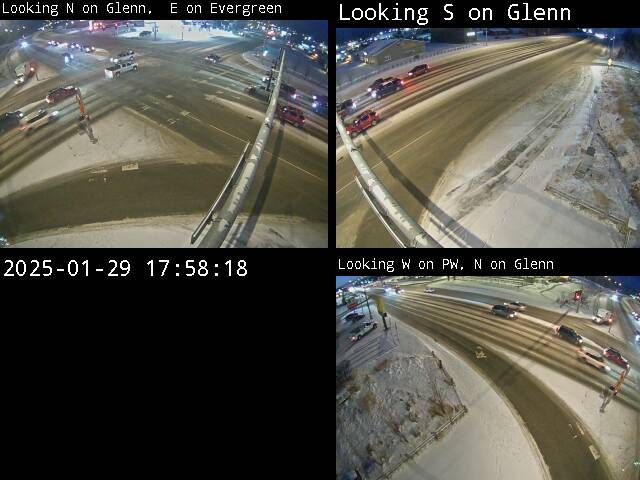 Looking N on Glenn,  E on Evergreen
Looking S on Glenn
2025-01-29 17:58:18
Looking W on PW, N on Glenn